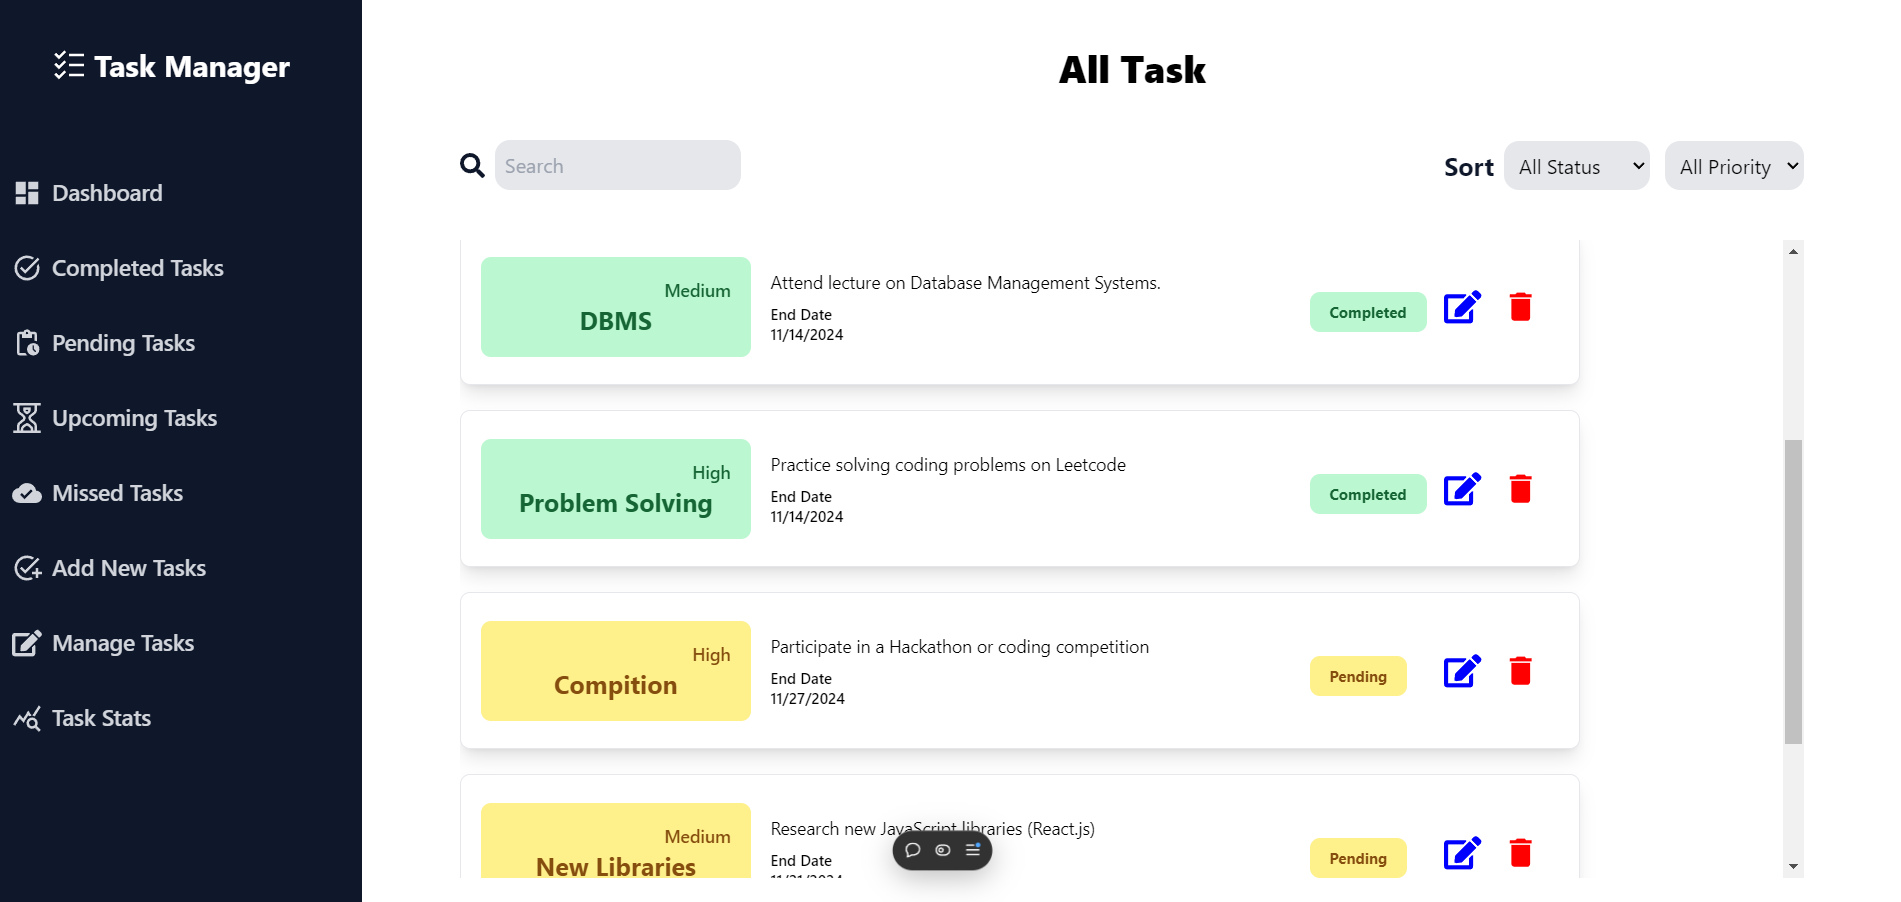 Task Manager
Dashboard
Completed Tasks
Pending Tasks
Upcoming Tasks
Missed Tasks
Add New Tasks
Manage Tasks
Task Stats
All Task
Search
Sort
All Status
All Priority
Medium
DBMS
Attend lecture on Database Management Systems.
End Date
11/14/2024
Completed
High
Problem Solving
Practice solving coding problems on Leetcode
End Date
11/14/2024
Completed
High
Compition
Participate in a Hackathon or coding competition
End Date
11/27/2024
Pending
Medium
New Libraries
Research new JavaScript libraries (React.js)
End Date
Pending